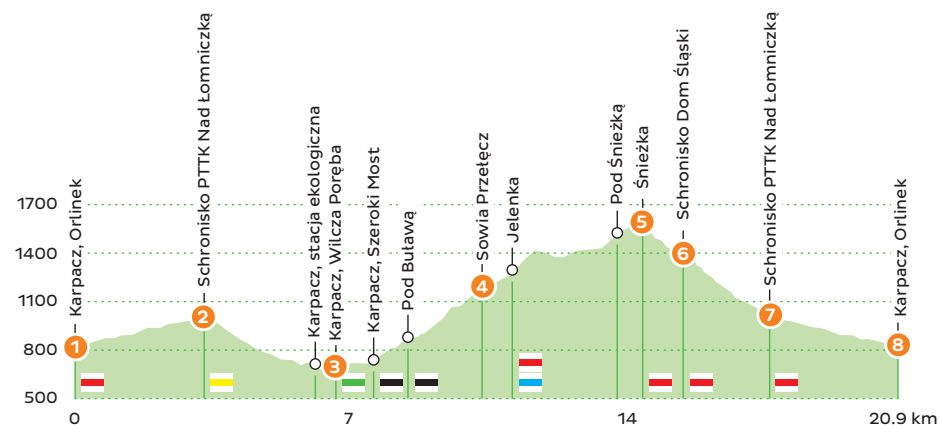 Karpacz, Orlinek
Schronisko PTTK Nad Łomniczką
Karpacz, stacja ekologiczna
Karpacz, Wilcza Poręba
Karpacz, Szeroki Most
Pod Buławą
Sowia Przełęcz
Jelenka
Pod Śnieżką
Śnieżka
Schronisko Dom Śląski
Schronisko PTTK Nad Łomniczką
Karpacz, Orlinek
1700
1400
1100
800
500
1
2
3
4
5
6
7
8
0
7
14
20.9 km